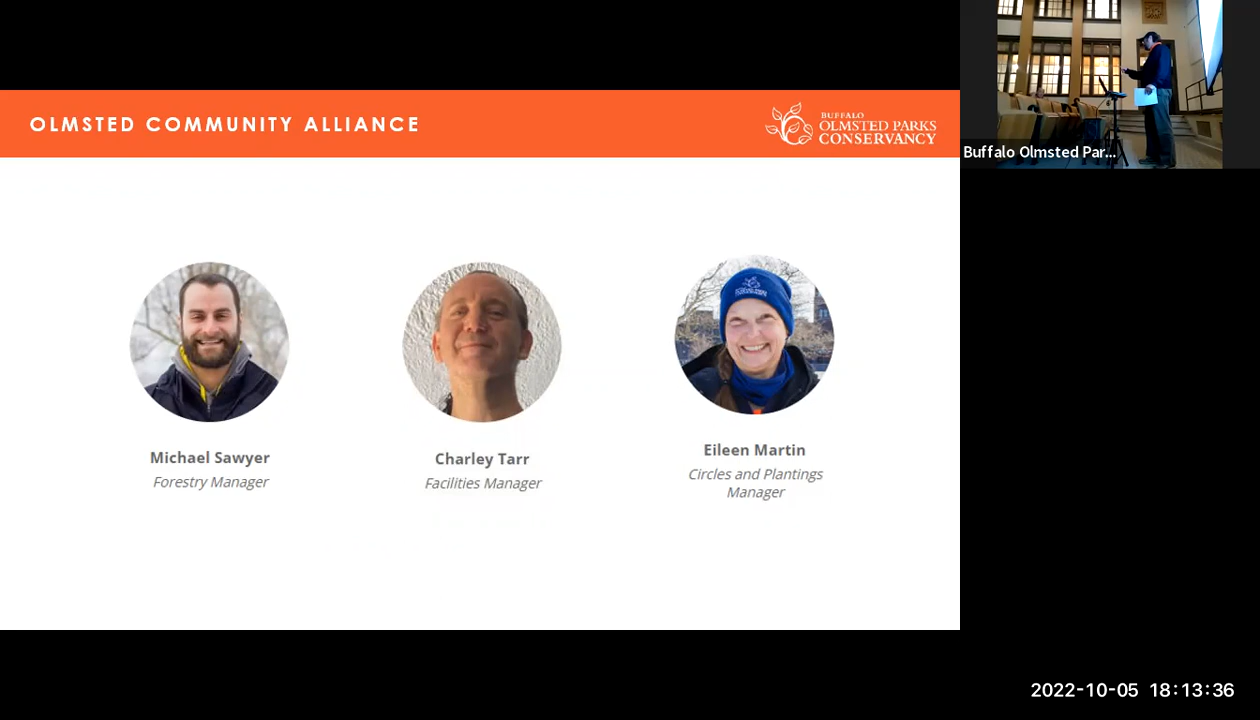 OLMSTED COMMUNITY ALLIANCE
BUFFALO
OLMSTED PARKS
CONSERVANCY
Buffalo Olmsted Par...
Michael Sawyer
Forestry Manager
Charley Tarr
Facilities Manager
Eileen Martin
Circles and Plantings
Manager
2022-10-05 18:13:36